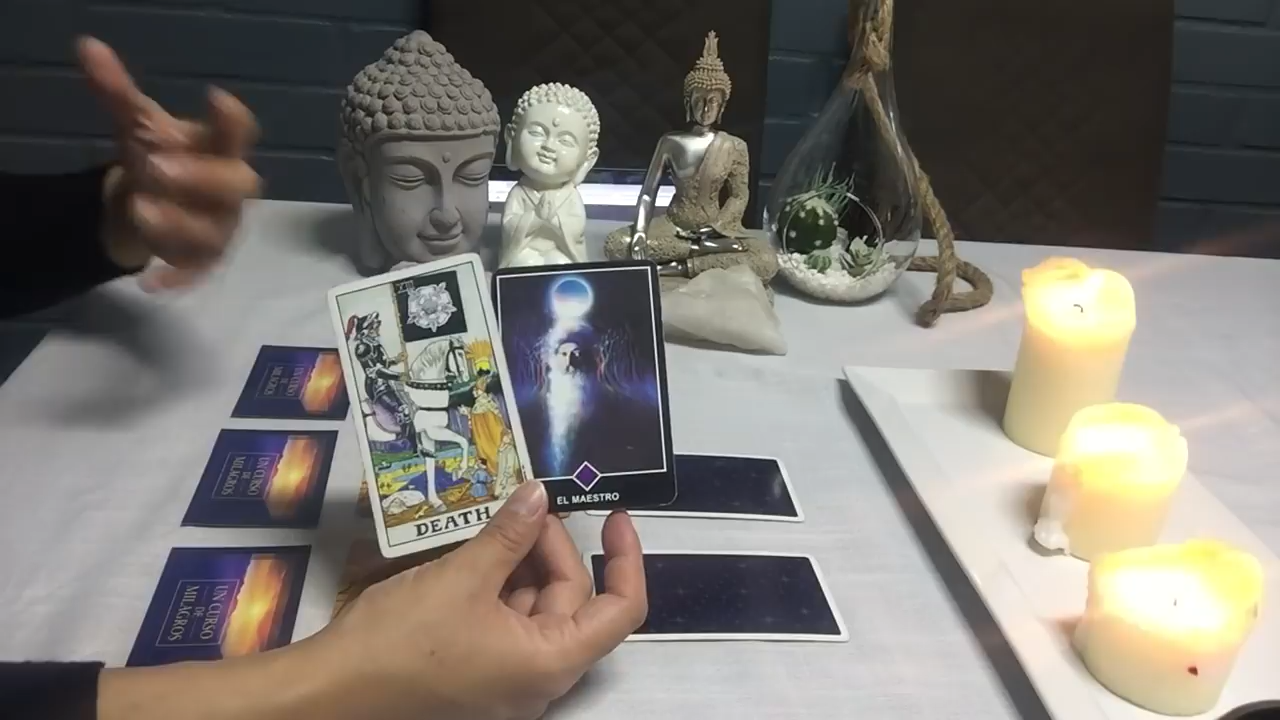 XIII
DEATH
EL MAESTRO
UN CURSO
DE
MILAGROS
UN CURSO
DE
MILAGROS
UN CURSO
DE
MILAGROS